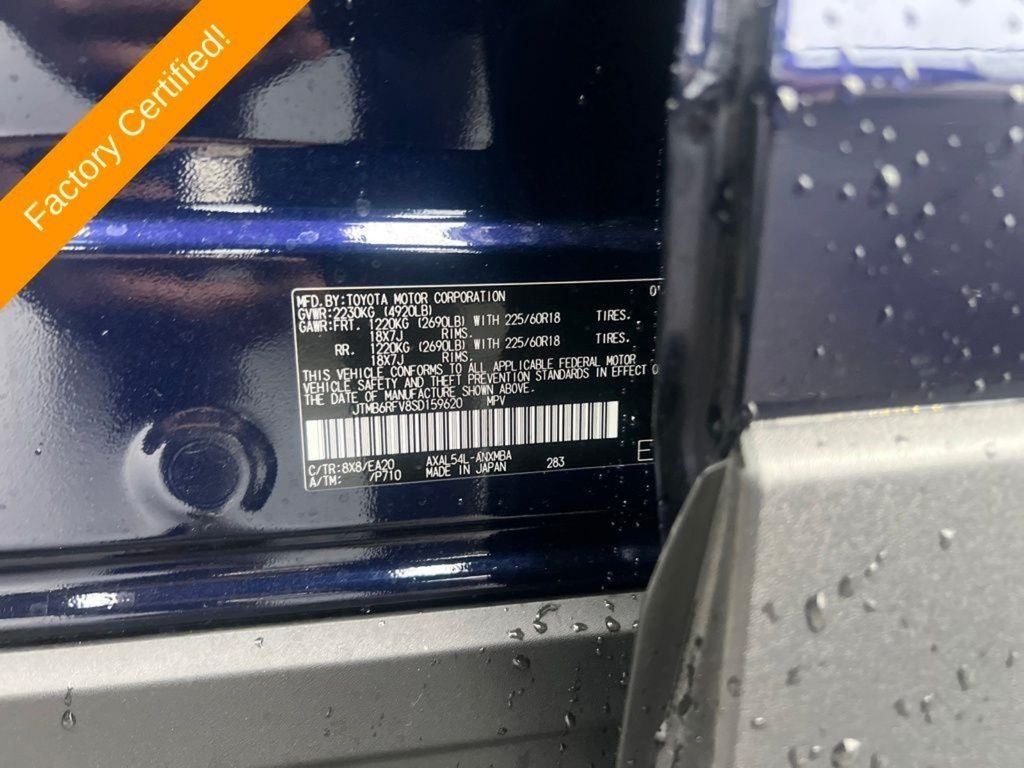 Factory Certified!
MFD.BY:TOYOTA MOTOR CORPORATION
GVWR:2230KG (4920LB)
GAWR:FRT. 1220KG (2690LB) WITH 225/60R18 TIRES.
18X7J RIMS.
RR. 1220KG (2690LB) WITH 225/60R18 TIRES.
18X7J RIMS.
THIS VEHICLE CONFORMS TO ALL APPLICABLE FEDERAL MOTOR
VEHICLE SAFETY AND THEFT PREVENTION STANDARDS IN EFFECT
THE DATE OF MANUFACTURE SHOWN ABOVE.
JTMB6RFV8SD159620 MPV
C/TR:8X8/EA20 AXAL54L-ANXMBA 283
A/TM: /P710 MADE IN JAPAN